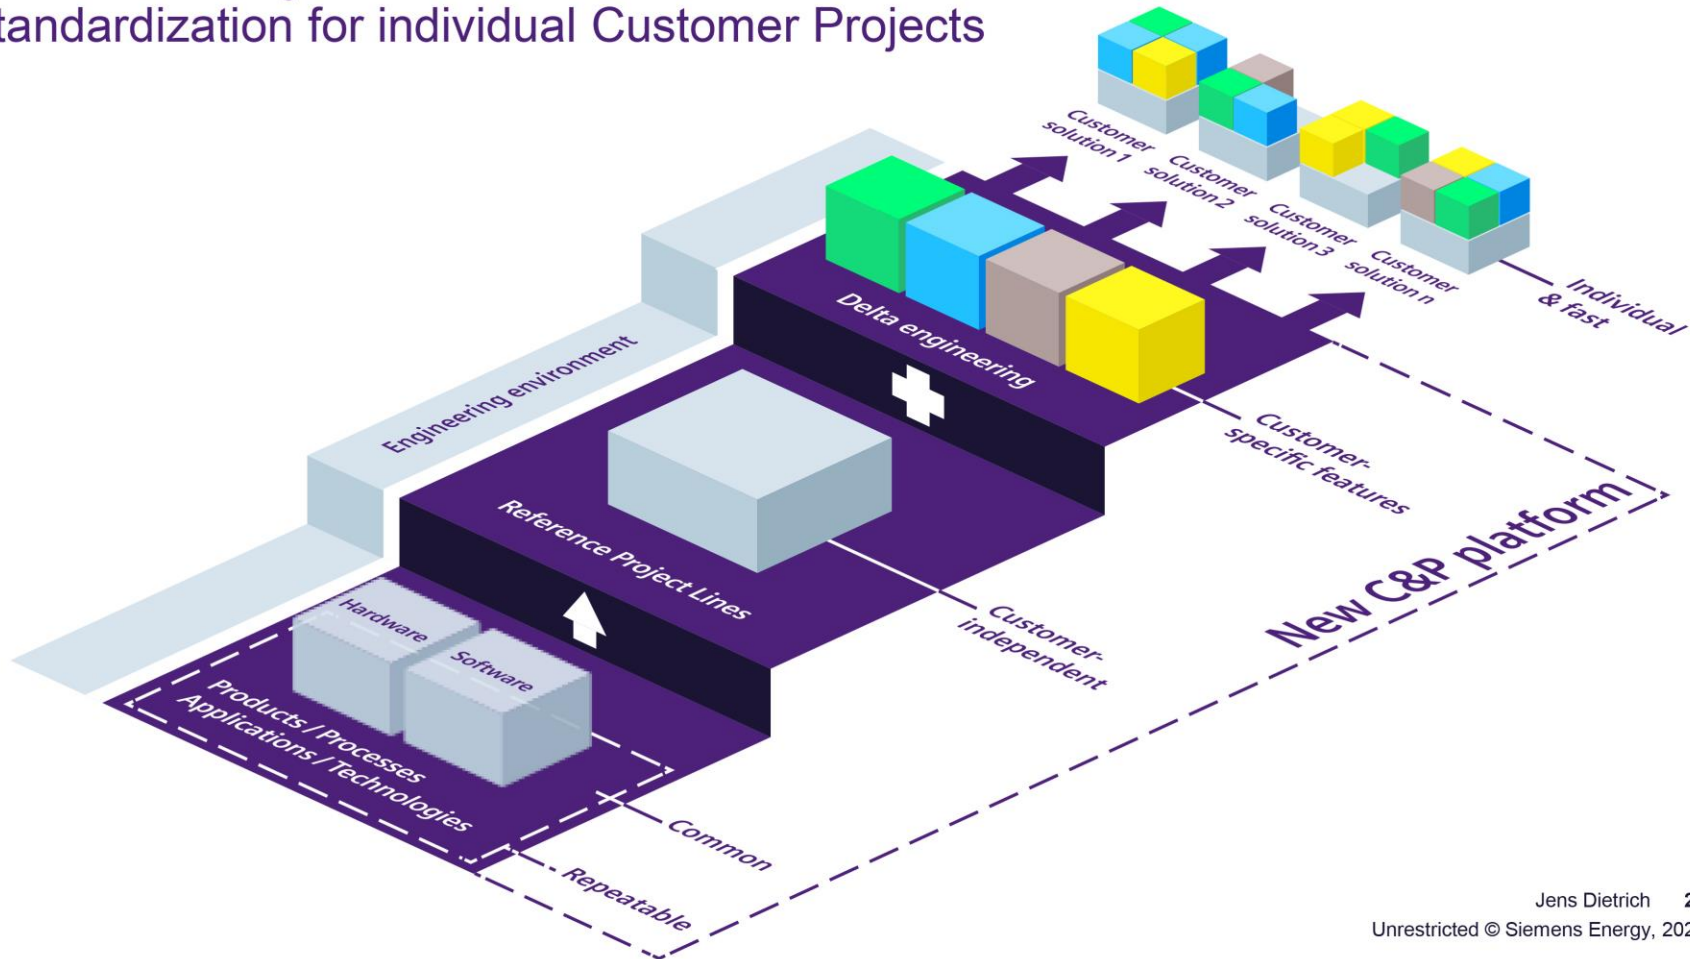 tandardization for individual Customer Projects
Customer
solution 1
Customer
solution 2
Customer
solution 3
Customer
solution n
Individual
& fast
Delta engineering
Engineering environment
Customer-
specific features
Reference Project Lines
New C&P platform
Customer-
independent
Hardware
Software
Products / Processes
Applications / Technologies
Common
Repeatable
Jens Dietrich 2
Unrestricted © Siemens Energy, 202